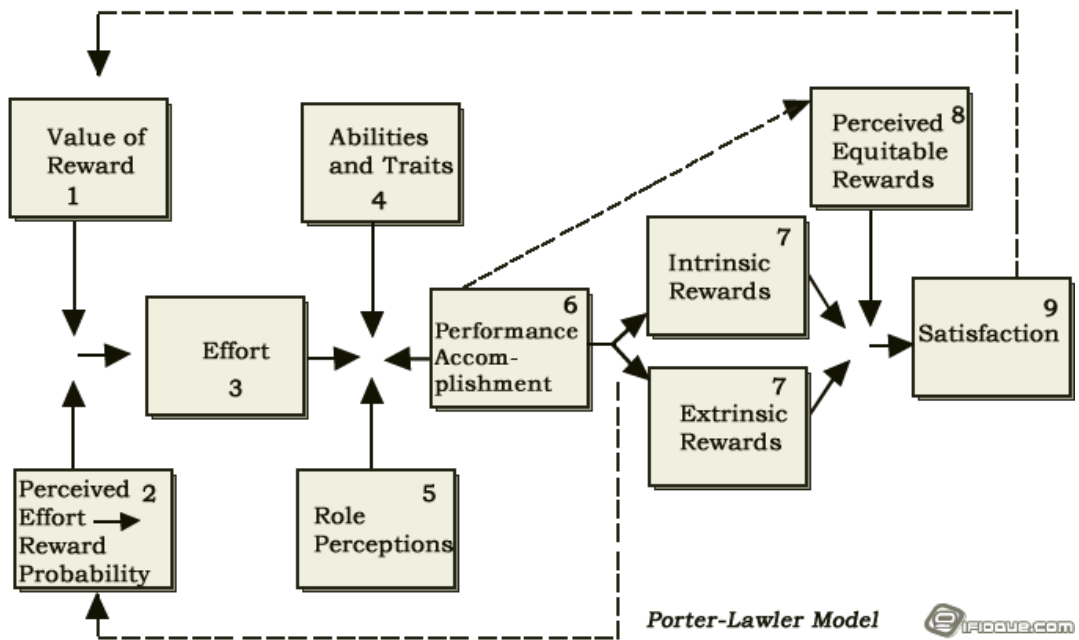 Value of
Reward
1
Abilities
and Traits
4
Perceived 8
Equitable
Rewards
7
Intrinsic
Rewards
Effort
3
6
Performance
Accom-
plishment
9
Satisfaction
7
Extrinsic
Rewards
Perceived 2
Effort
Reward
Probability
5
Role
Perceptions
Porter-Lawler Model